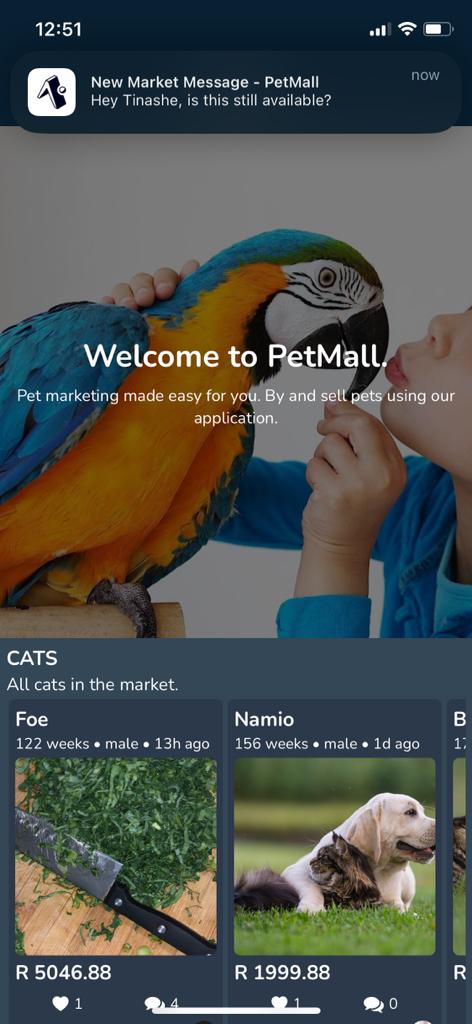 12:51
New Market Message - PetMall
now
Hey Tinashe, is this still available?
Welcome to PetMall.
Pet marketing made easy for you. By and sell pets using our
application.
CATS
All cats in the market.
Foe
122 weeks • male • 13h ago
R 5046.88
1
4
Namio
156 weeks • male • 1d ago
R 1999.88
1
0
B
17
R